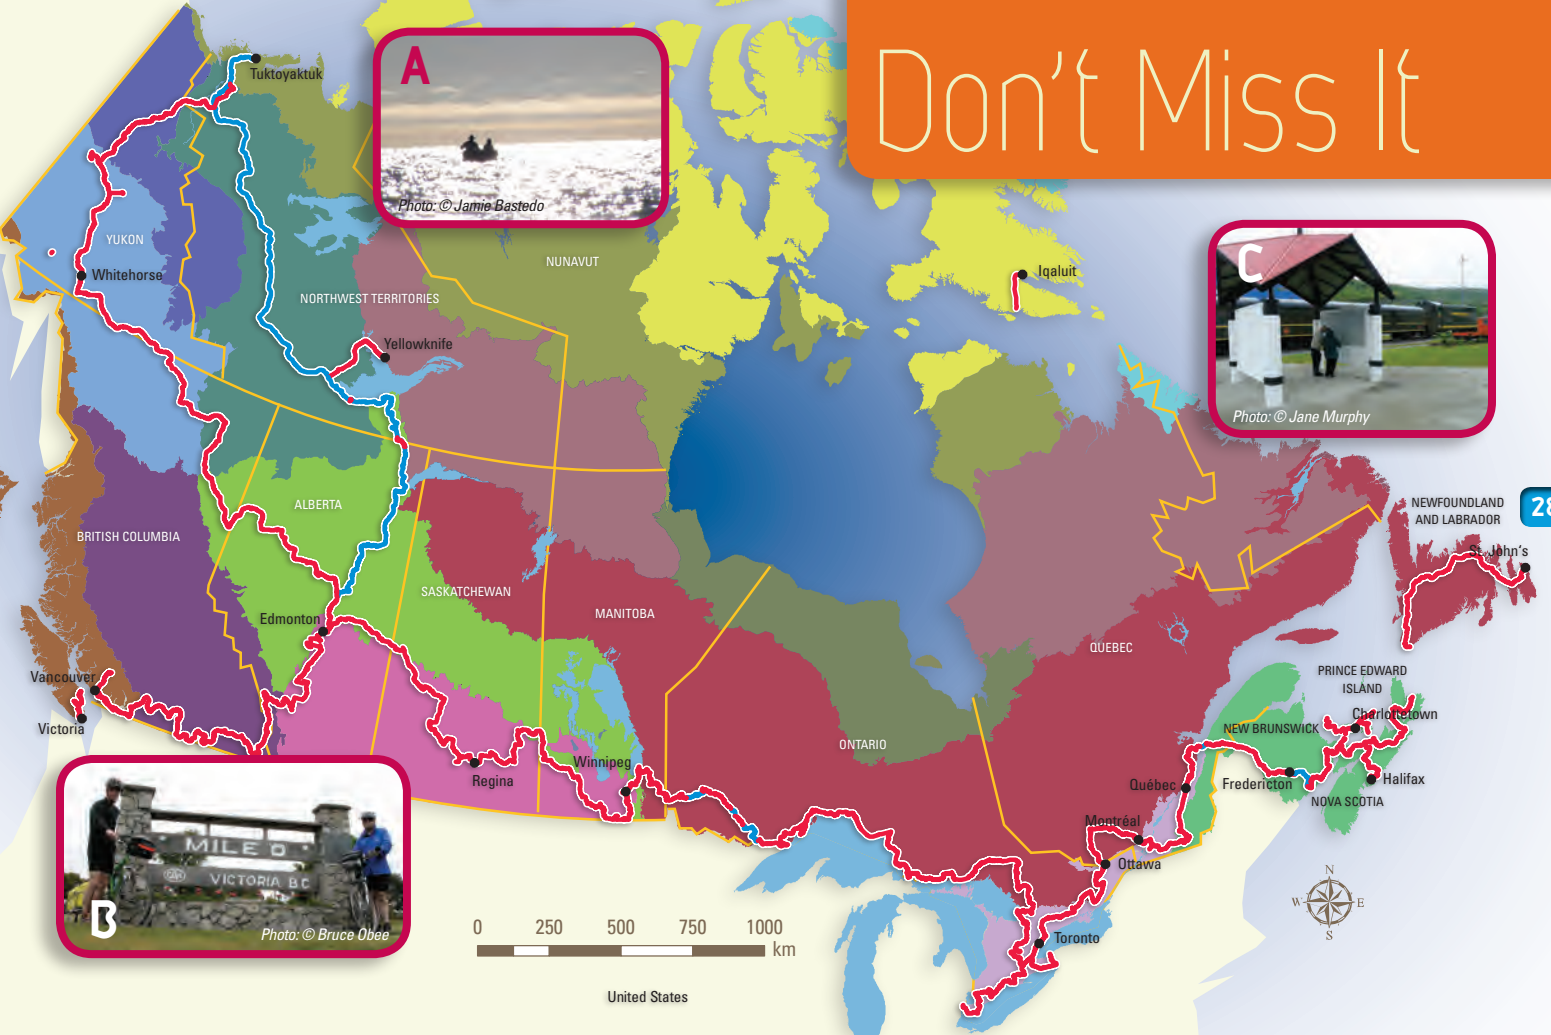 Don't Miss It
A
Photo: © Jamie Bastedo
Tuktoyaktuk
C
Photo: © Jane Murphy
YUKON
Whitehorse
NORTHWEST TERRITORIES
NUNAVUT
Iqaluit
Yellowknife
28
NEWFOUNDLAND
AND LABRADOR
St. John's
ALBERTA
BRITISH COLUMBIA
SASKATCHEWAN
MANITOBA
Edmonton
QUEBEC
PRINCE EDWARD
ISLAND
Charlottetown
Vancouver
Victoria
NEW BRUNSWICK
ONTARIO
Winnipeg
Regina
Québec
Fredericton
Halifax
NOVA SCOTIA
Montréal
Ottawa
Toronto
MILE 0
VICTORIA BC
B
Photo: © Bruce Obee
0 250 500 750 1000
km
United States
N
W E
S